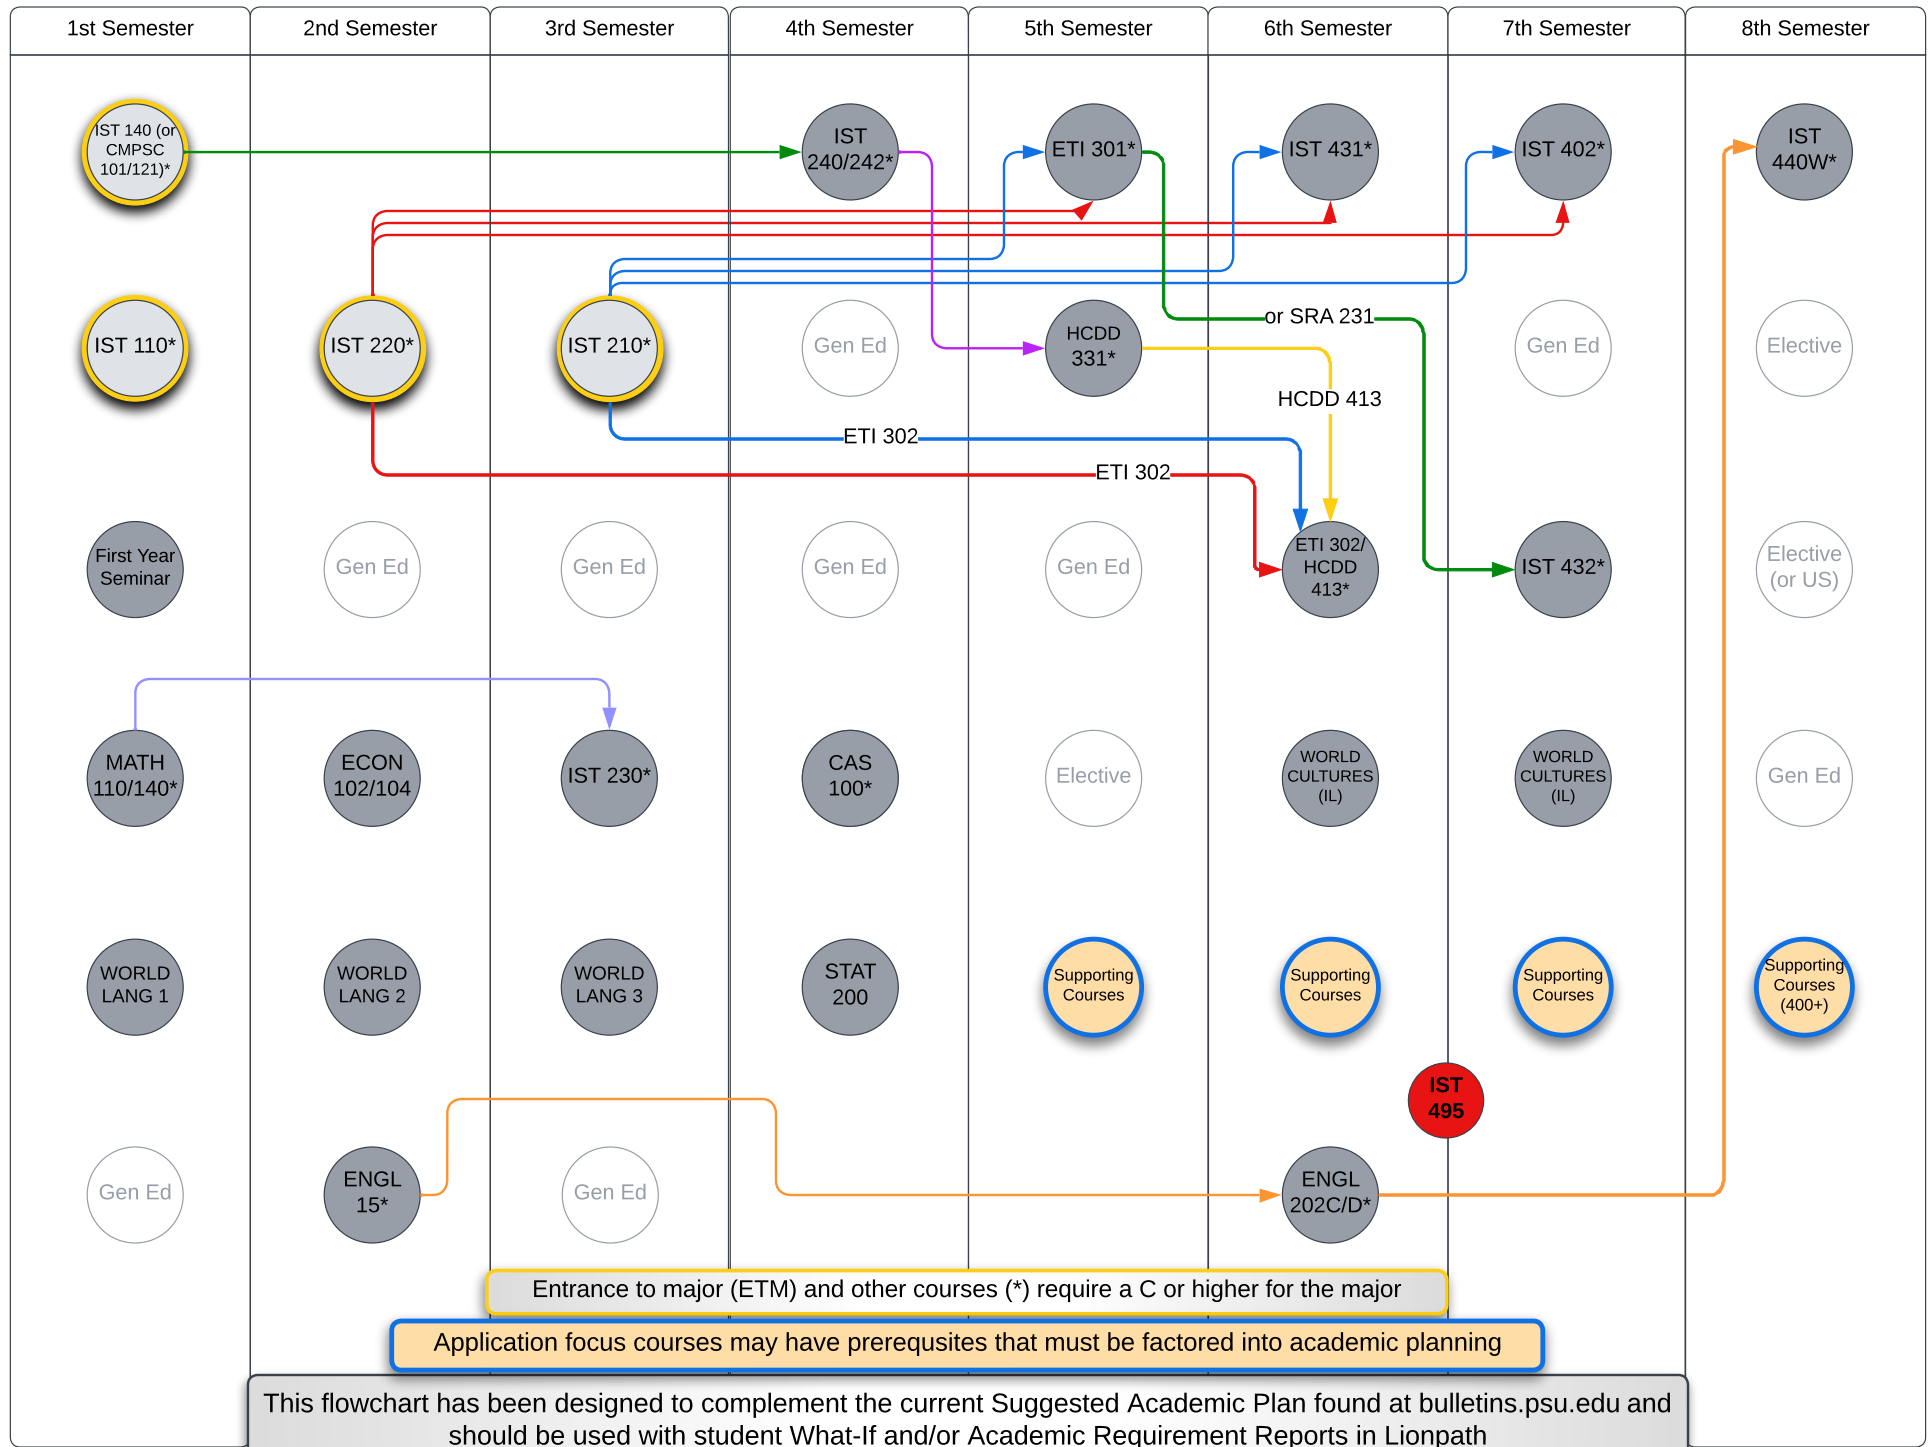 1st Semester
2nd Semester
3rd Semester
4th Semester
5th Semester
6th Semester
7th Semester
8th Semester
IST 140 (or
CMPSC
101/121)*
IST
240/242*
ETI 301*
IST 431*
IST 402*
IST
440W*
or SRA 231
IST 110*
IST 220*
IST 210*
Gen Ed
HCDD
331*
Gen Ed
Elective
HCDD 413
ETI 302
ETI 302
First Year
Seminar
Gen Ed
Gen Ed
Gen Ed
Gen Ed
ETI 302/
HCDD
413*
IST 432*
Elective
(or US)
MATH
110/140*
ECON
102/104
IST 230*
CAS
100*
Elective
WORLD
CULTURES
(IL)
WORLD
CULTURES
(IL)
Gen Ed
WORLD
LANG 1
WORLD
LANG 2
WORLD
LANG 3
STAT
200
Supporting
Courses
Supporting
Courses
Supporting
Courses
Supporting
Courses
(400+)
IST
495
Gen Ed
ENGL
15*
Gen Ed
ENGL
202C/D*
Entrance to major (ETM) and other courses (*) require a C or higher for the major
Application focus courses may have prerequsites that must be factored into academic planning
This flowchart has been designed to complement the current Suggested Academic Plan found at bulletins.psu.edu and
should be used with student What-If and/or Academic Requirement Reports in Lionpath